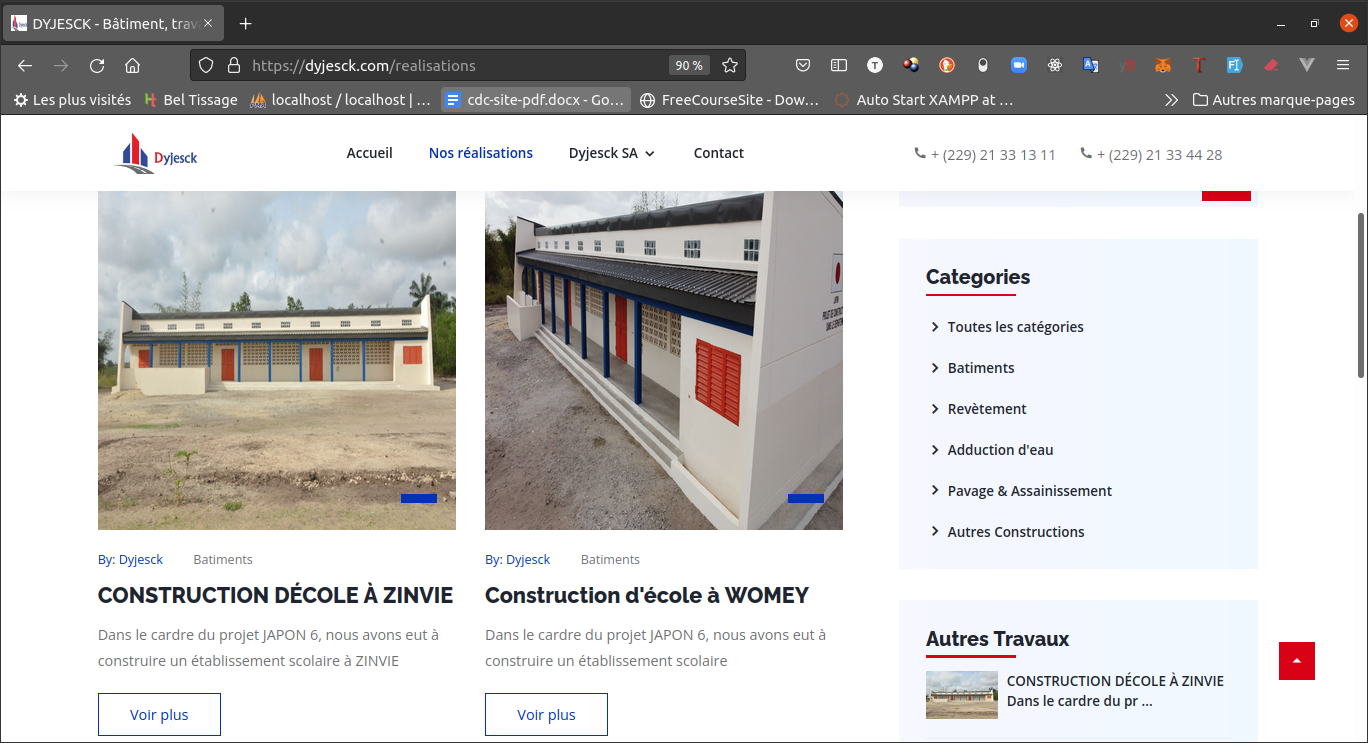 DYJESCK - Bâtiment, trav
https://dyjesck.com/realisations
90 %
Les plus visités
Bel Tissage
localhost / localhost | …
cdc-site-pdf.docx - Go…
FreeCourseSite - Dow…
Auto Start XAMPP at …
Autres marque-pages
Dyjesck
Accueil
Nos réalisations
Dyjesck SA
Contact
+ (229) 21 33 13 11
+ (229) 21 33 44 28
JAPON
By: Dyjesck
Batiments
CONSTRUCTION DÉCOLE À ZINVIE
Dans le cardre du projet JAPON 6, nous avons eut à
construire un établissement scolaire à ZINVIE
Voir plus
By: Dyjesck
Batiments
Construction d'école à WOMEY
Dans le cardre du projet JAPON 6, nous avons eut à
construire un établissement scolaire
Voir plus
Categories
Toutes les catégories
Batiments
Revètement
Adduction d'eau
Pavage & Assainissement
Autres Constructions
Autres Travaux
CONSTRUCTION DÉCOLE À ZINVIE
Dans le cardre du pr ...